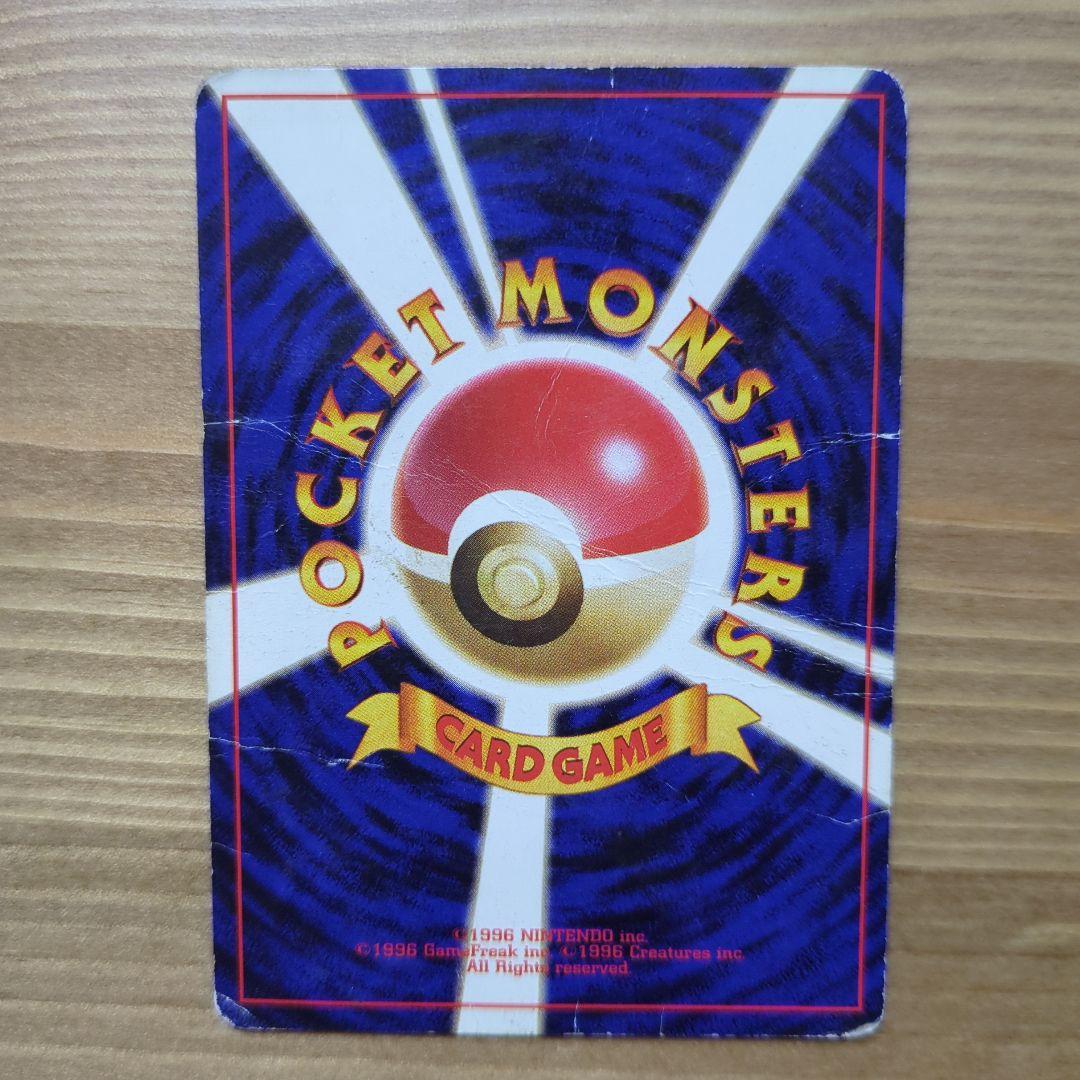 POCKET MONSTERS
CARD GAME
©1996 NINTENDO inc.
©1996 GameFreak inc. ©1996 Creatures inc.
All Rights reserved.